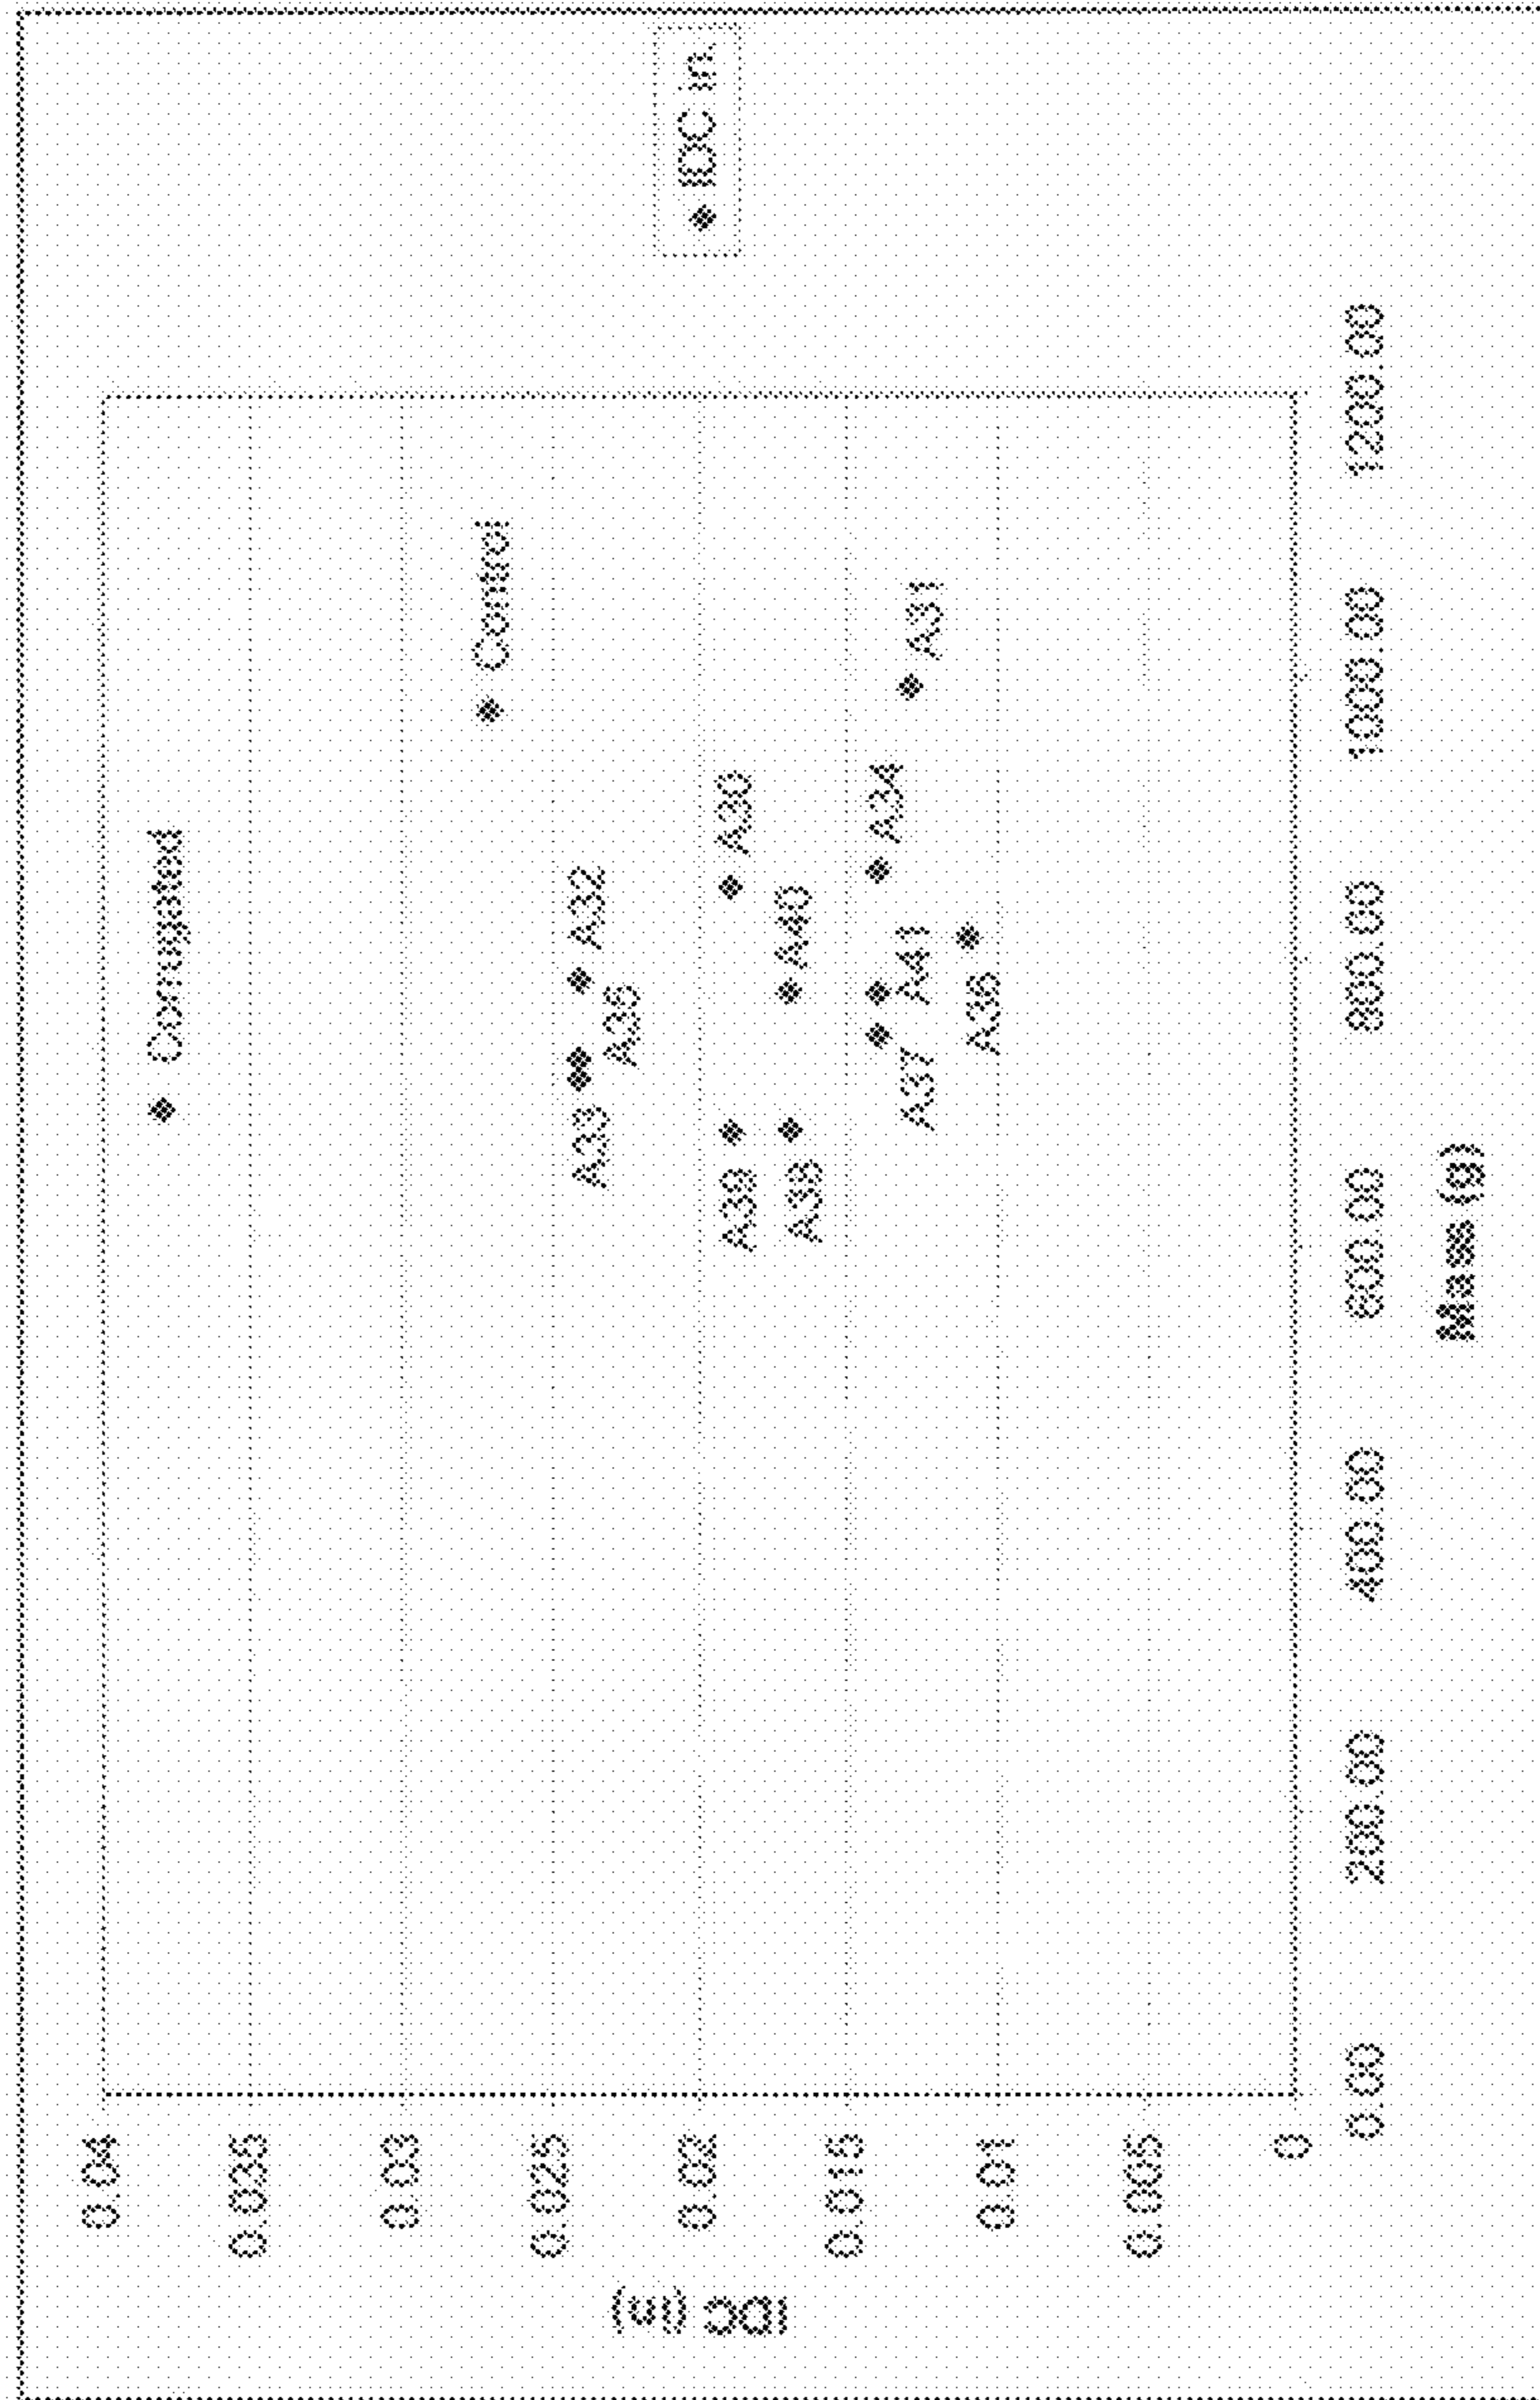 IDC (in)
0.04
0.035
0.03
0.025
0.02
0.015
0.01
0.005
0
Corrugated
Control
A32
A33
A35
A30
A39
A40
A38
A34
A37
A41
A31
A36
IDC in.
0.00
200.00
400.00
600.00
800.00
1000.00
1200.00
Mass (g)